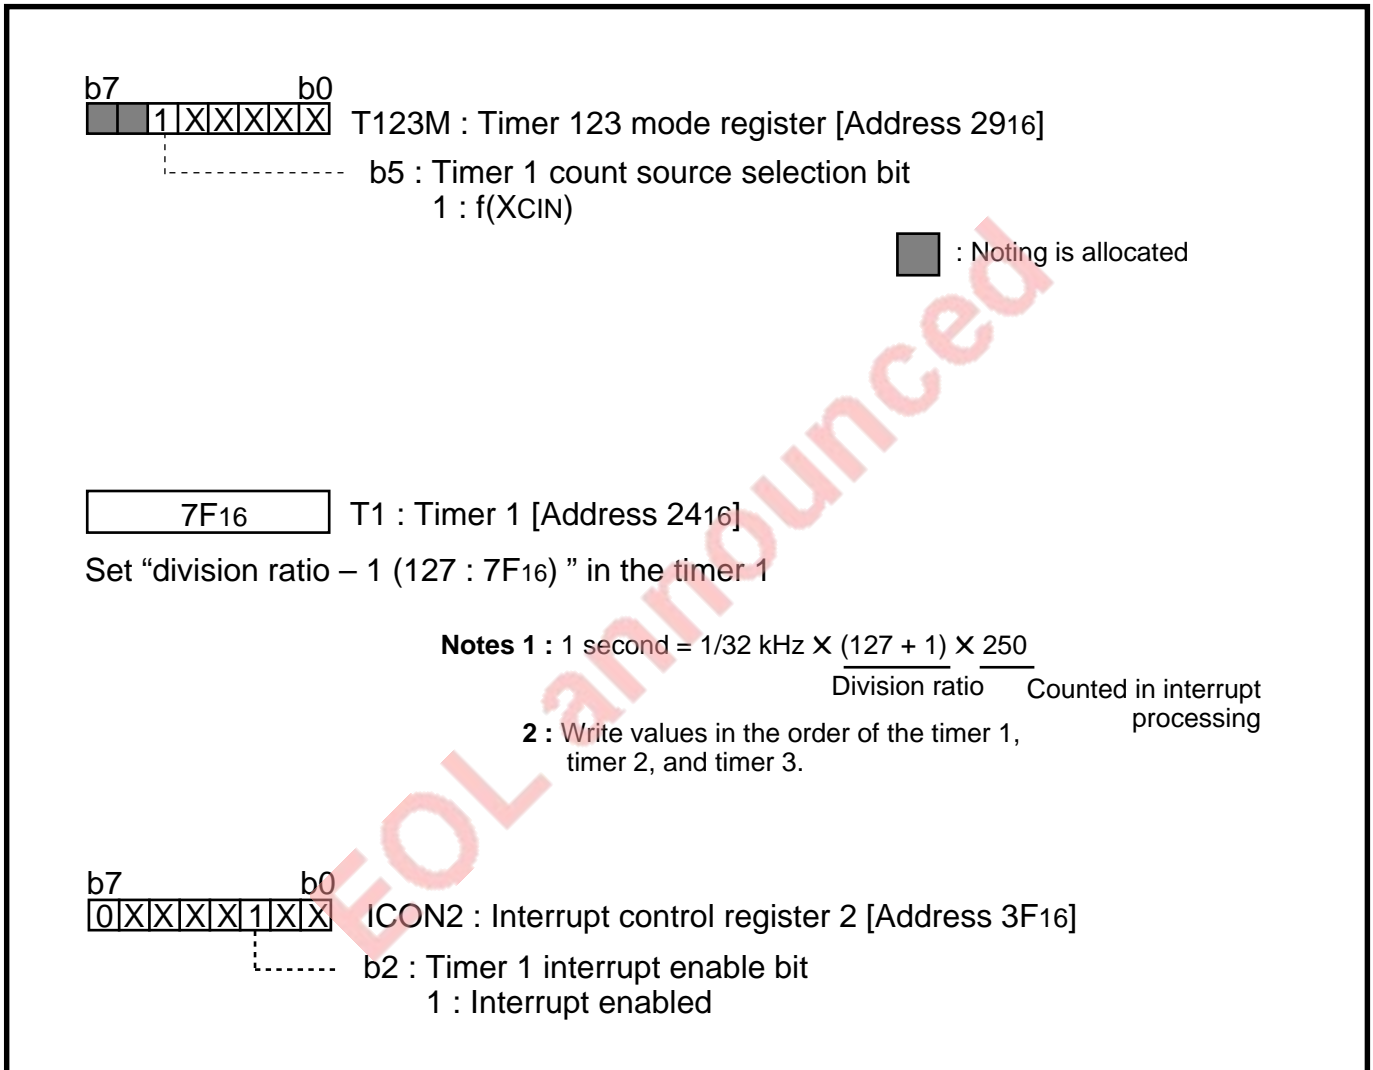 b7 b0
1 X X X X X T123M : Timer 123 mode register [Address 2916]
b5 : Timer 1 count source selection bit
1 : f(XCIN)
: Noting is allocated
7F16 T1 : Timer 1 [Address 2416]
Set “division ratio – 1 (127 : 7F16) ” in the timer 1
Notes 1 : 1 second = 1/32 kHz × (127 + 1) × 250
Division ratio Counted in interrupt
processing
2 : Write values in the order of the timer 1,
timer 2, and timer 3.
b7 b0
0 X X X X 1 X X ICON2 : Interrupt control register 2 [Address 3F16]
b2 : Timer 1 interrupt enable bit
1 : Interrupt enabled
EOL announced